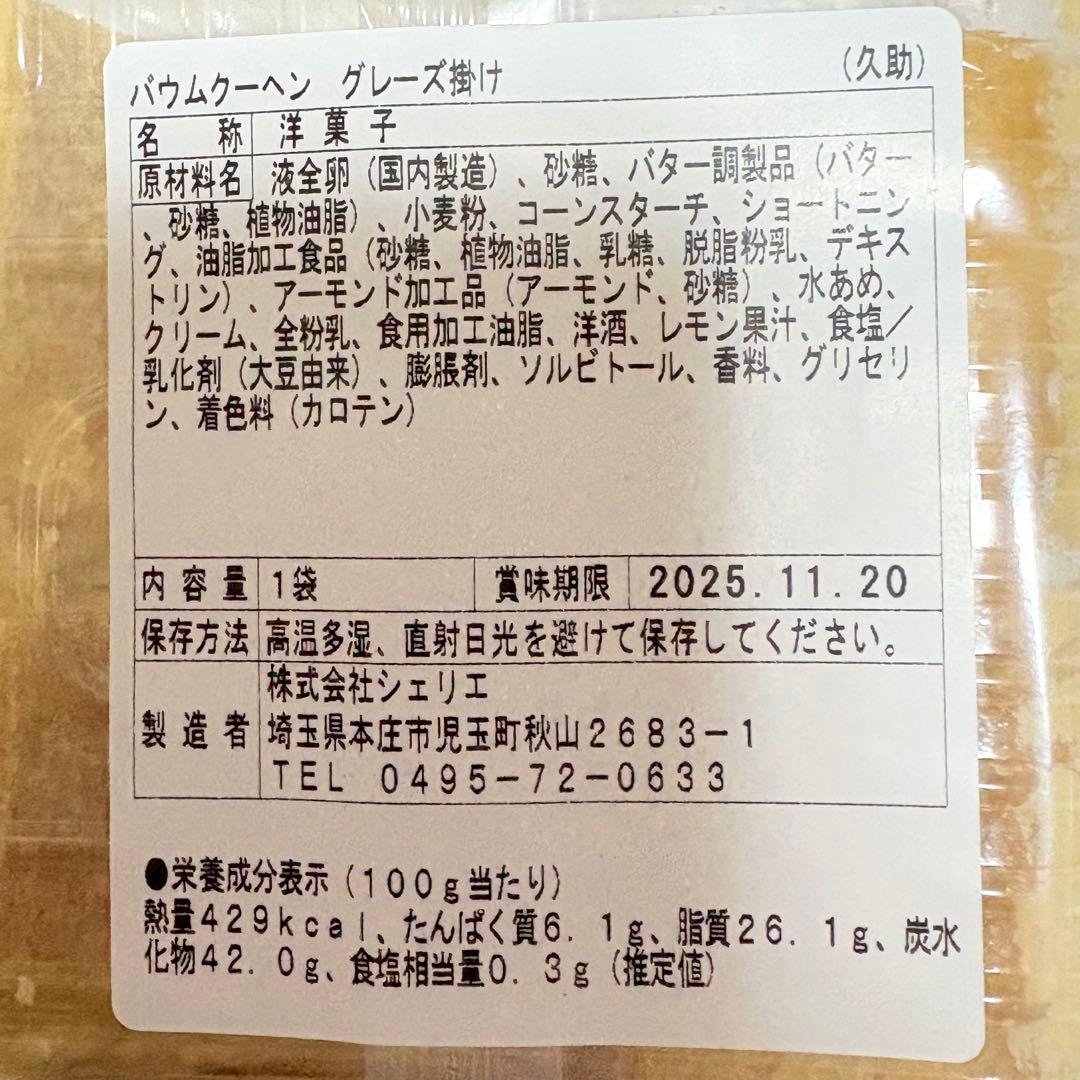 バウムクーヘン　グレーズ掛け　（久助）
名　称　洋菓子
原材料名　液全卵（国内製造）、砂糖、バター調製品（バター
、砂糖、植物油脂）、小麦粉、コーンスターチ、ショートニン
グ、油脂加工食品（砂糖、植物油脂、乳糖、脱脂粉乳、デキス
トリン）、アーモンド加工品（アーモンド、砂糖）、水あめ、
クリーム、全粉乳、食用加工油脂、洋酒、レモン果汁、食塩／
乳化剤（大豆由来）、膨脹剤、ソルビトール、香料、グリセリ
ン、着色料（カロテン）
内容量　1袋　賞味期限　2025.11.20
保存方法　高温多湿、直射日光を避けて保存してください。
株式会社シェリエ
製造者　埼玉県本庄市児玉町秋山２６８３－１
ＴＥＬ　０４９５－７２－０６３３
●栄養成分表示（１００ｇ当たり）
熱量４２９ｋｃａｌ、たんぱく質６．１ｇ、脂質２６．１ｇ、炭水
化物４２．０ｇ、食塩相当量０．３ｇ（推定値）